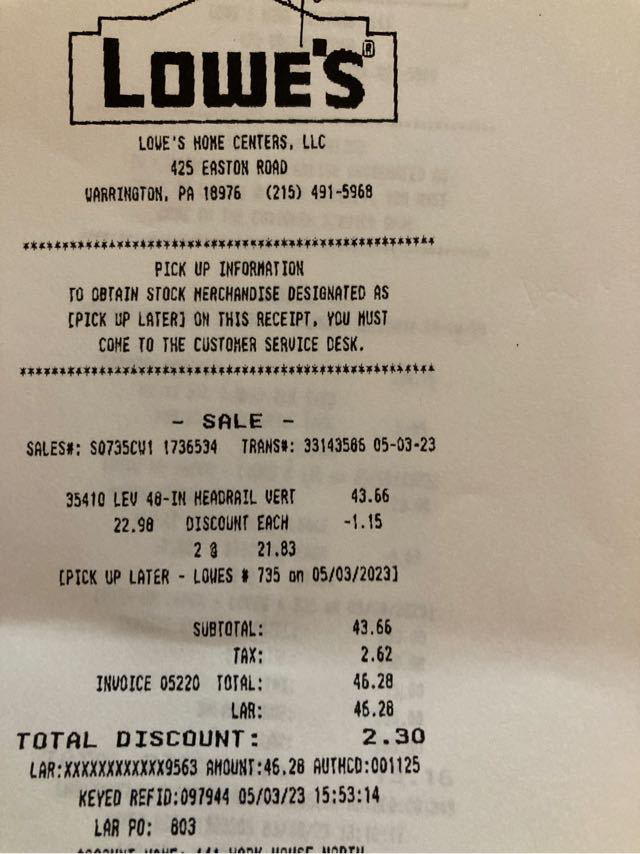 LOWE'S®
LOWE'S HOME CENTERS, LLC
425 EASTON ROAD
WARRINGTON, PA 18976 (215) 491-5968
*************************************************
PICK UP INFORMATION
TO OBTAIN STOCK MERCHANDISE DESIGNATED AS
[PICK UP LATER] ON THIS RECEIPT, YOU MUST
COME TO THE CUSTOMER SERVICE DESK.
*************************************************
- SALE -
SALES#: S0735CW1 1736534 TRANS#: 33143586 05-03-23
35410 LEV 48-IN HEADRAIL VERT 43.66
22.98 DISCOUNT EACH -1.15
2 @ 21.83
[PICK UP LATER - LOWES # 735 on 05/03/2023]
SUBTOTAL: 43.66
TAX: 2.62
INVOICE 05220 TOTAL: 46.28
LAR: 46.28
TOTAL DISCOUNT: 2.30
LAR:XXXXXXXXXXXX9563 AMOUNT:46.28 AUTHCD:001125
KEYED REFID:097944 05/03/23 15:53:14
LAR PO: 803